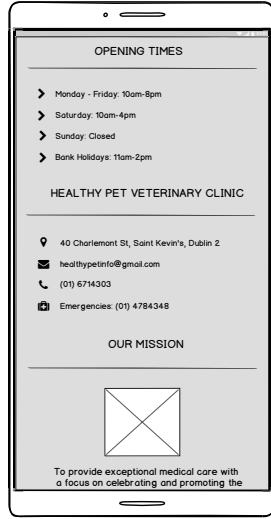 OPENING TIMES
Monday - Friday: 10am-8pm
Saturday: 10am-4pm
Sunday: Closed
Bank Holidays: 11am-2pm
HEALTHY PET VETERINARY CLINIC
40 Charlemont St, Saint Kevin's, Dublin 2
healthypetinfo@gmail.com
(01) 6714303
Emergencies: (01) 4784348
OUR MISSION
To provide exceptional medical care with
a focus on celebrating and promoting the